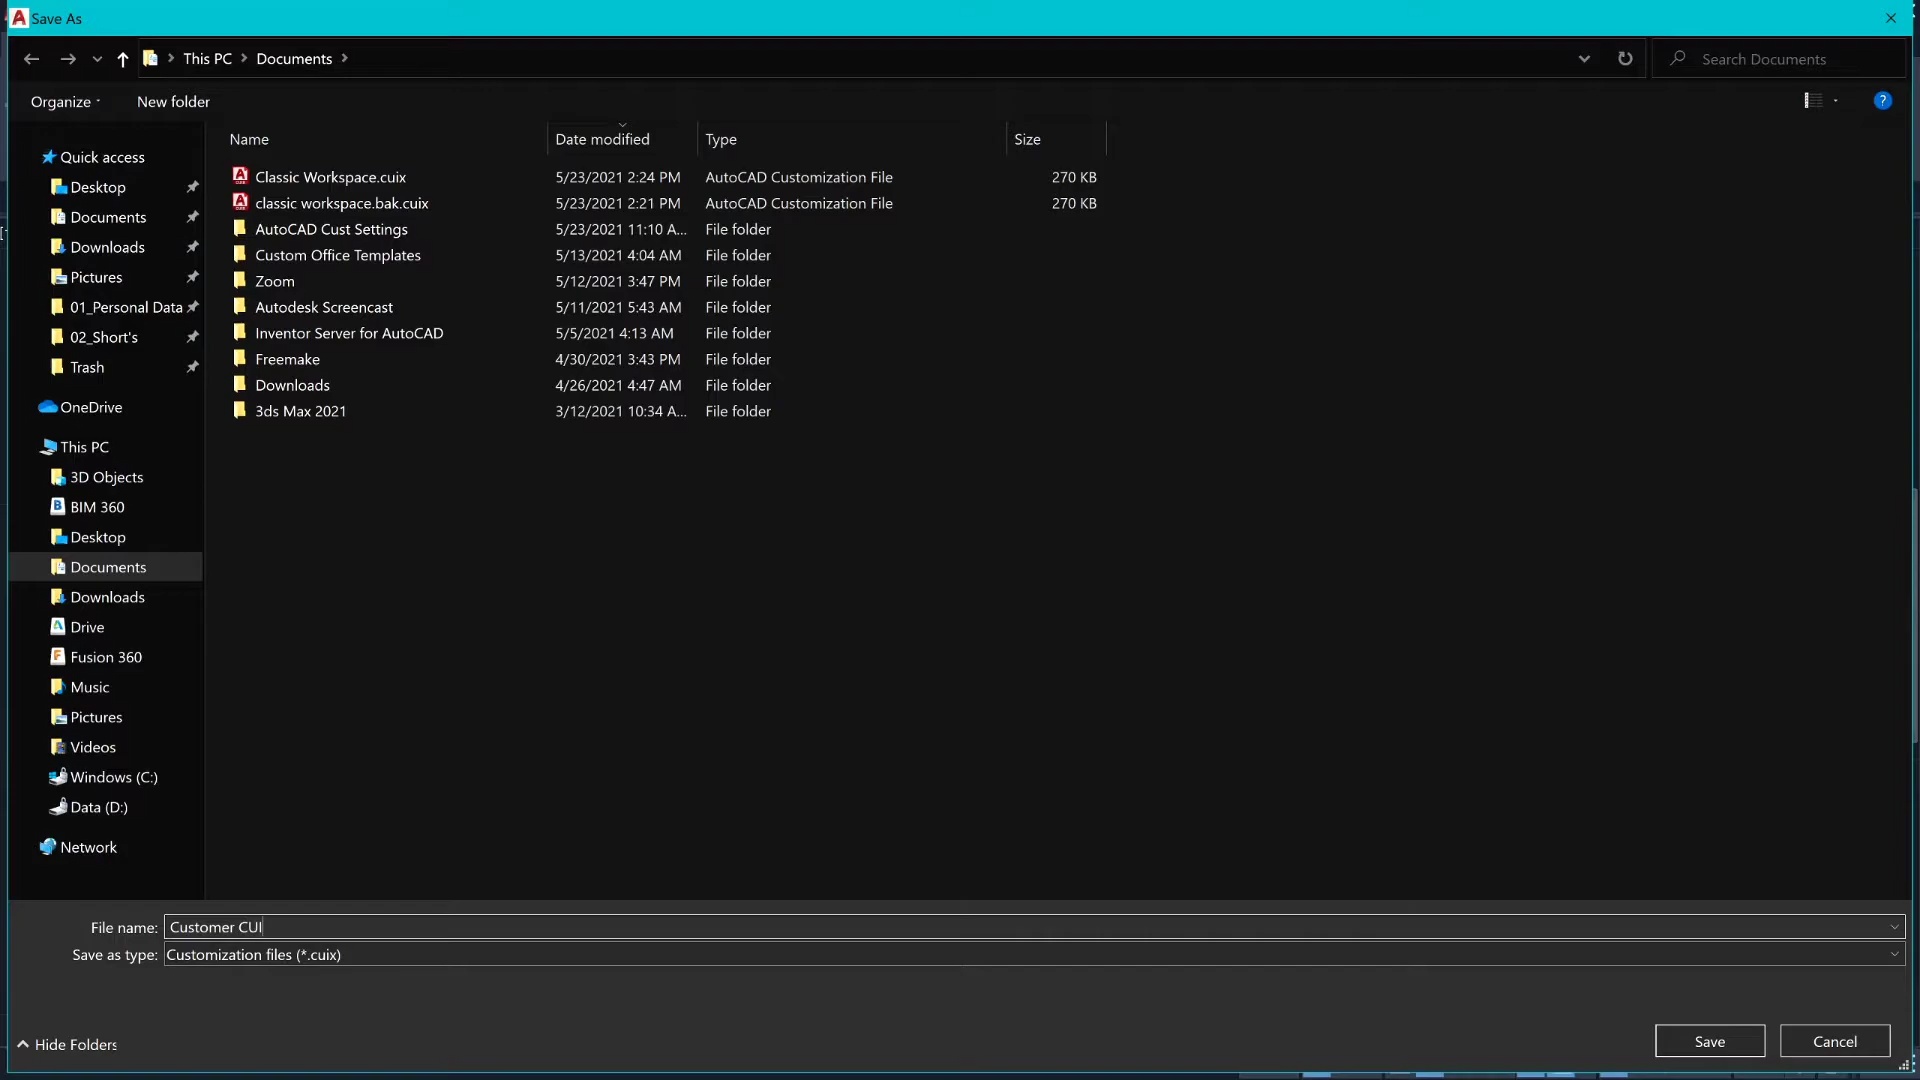 Save As
This PC > Documents >
Search Documents
Organize
New folder
Name Date modified Type Size
Quick access
Desktop
Documents
Downloads
Pictures
01_Personal Data
02_Short's
Trash
OneDrive
This PC
3D Objects
BIM 360
Desktop
Documents
Downloads
Drive
Fusion 360
Music
Pictures
Videos
Windows (C:)
Data (D:)
Network
Classic Workspace.cuix 5/23/2021 2:24 PM AutoCAD Customization File 270 KB
classic workspace.bak.cuix 5/23/2021 2:21 PM AutoCAD Customization File 270 KB
AutoCAD Cust Settings 5/23/2021 11:10 A... File folder
Custom Office Templates 5/13/2021 4:04 AM File folder
Zoom 5/12/2021 3:47 PM File folder
Autodesk Screencast 5/11/2021 5:43 AM File folder
Inventor Server for AutoCAD 5/5/2021 4:13 AM File folder
Freemake 4/30/2021 3:43 PM File folder
Downloads 4/26/2021 4:47 AM File folder
3ds Max 2021 3/12/2021 10:34 A... File folder
File name: Customer CUI
Save as type: Customization files (*.cuix)
Hide Folders
Save
Cancel